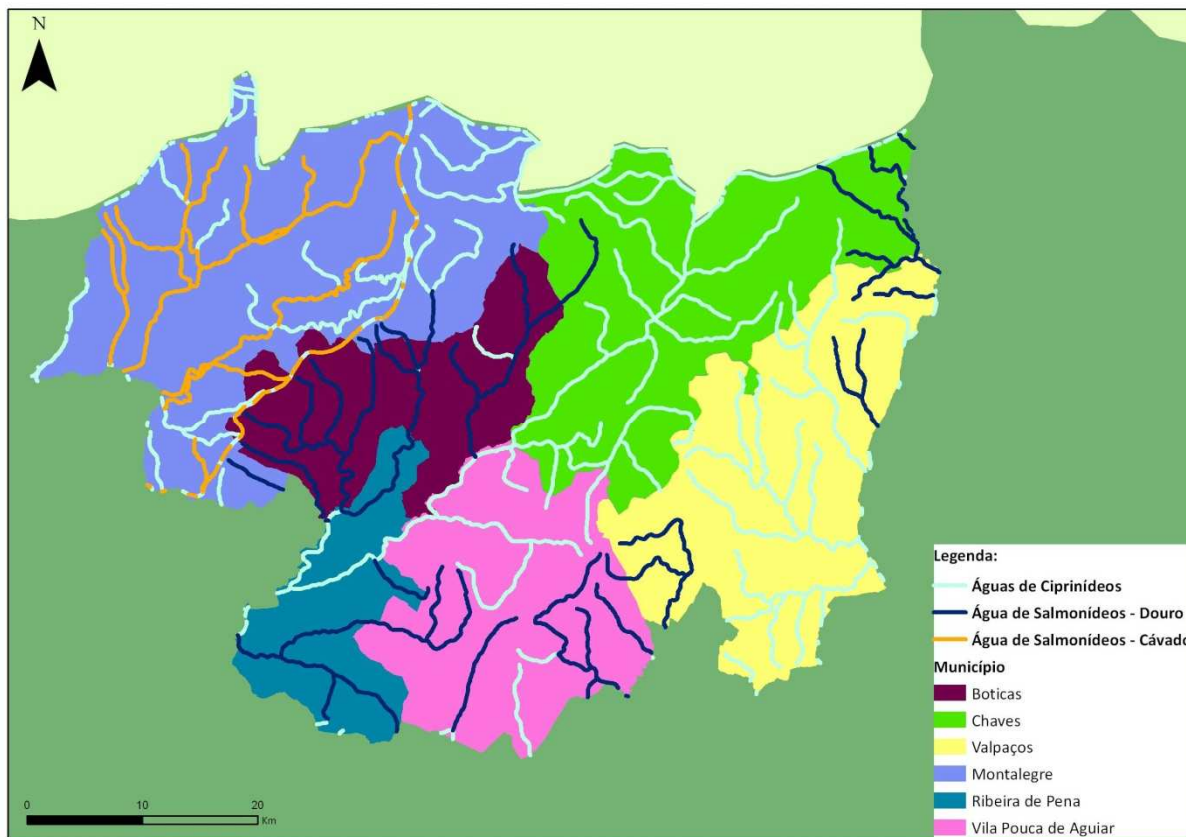 N
Legenda:
Águas de Ciprinídeos
Água de Salmonídeos - Douro
Água de Salmonídeos - Cávado
Município
Boticas
Chaves
Valpaços
Montalegre
Ribeira de Pena
Vila Pouca de Aguiar
0 10 20
Km